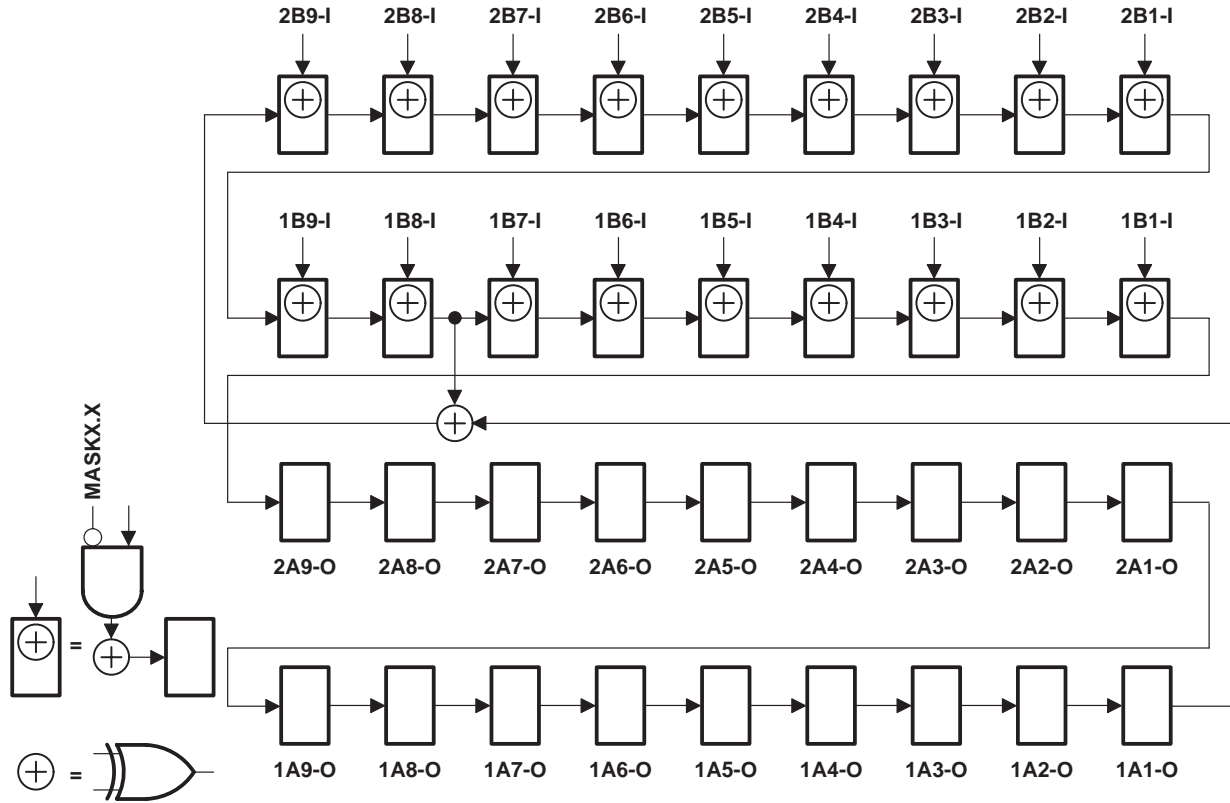 2B9-I 2B8-I 2B7-I 2B6-I 2B5-I 2B4-I 2B3-I 2B2-I 2B1-I
1B9-I 1B8-I 1B7-I 1B6-I 1B5-I 1B4-I 1B3-I 1B2-I 1B1-I
MASKX.X
2A9-O 2A8-O 2A7-O 2A6-O 2A5-O 2A4-O 2A3-O 2A2-O 2A1-O
=
1A9-O 1A8-O 1A7-O 1A6-O 1A5-O 1A4-O 1A3-O 1A2-O 1A1-O
=